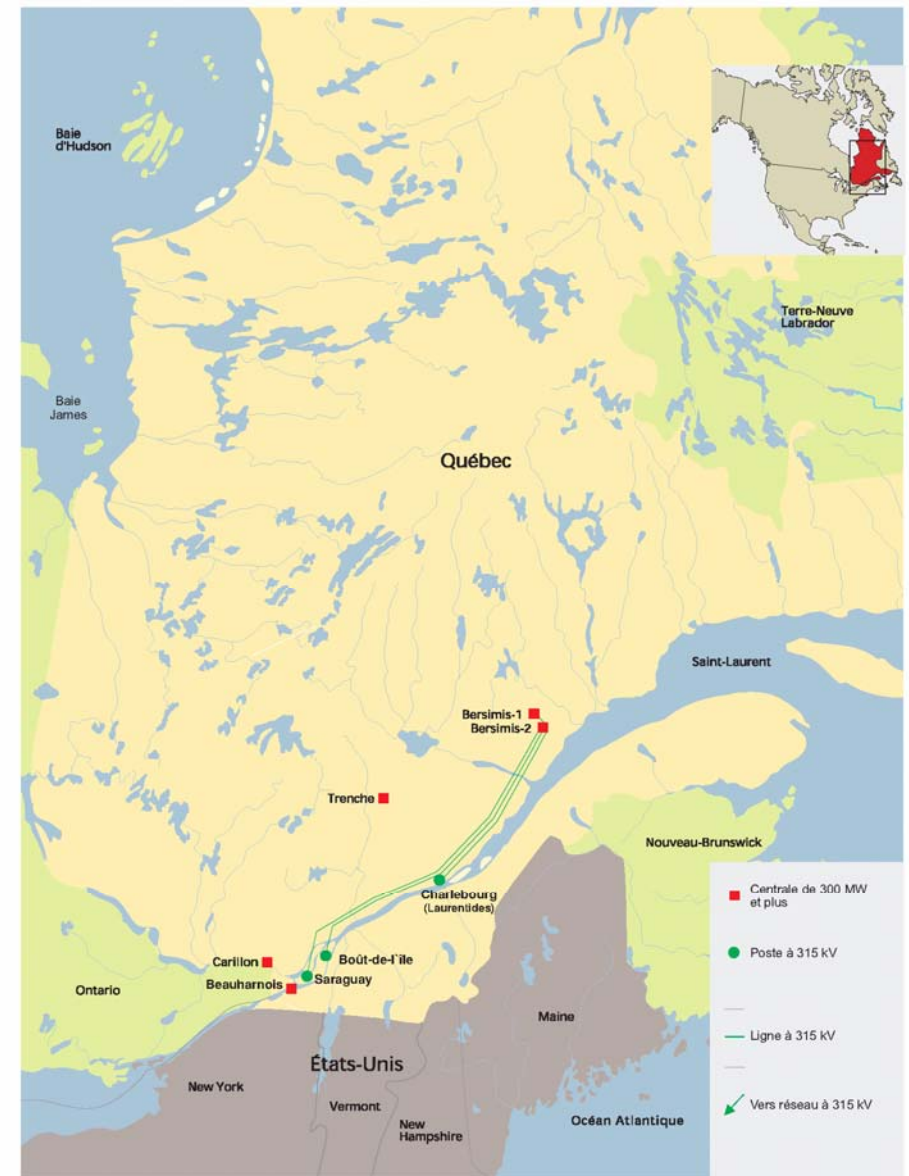 Baie
d'Hudson
Terre-Neuve
Labrador
Baie
James
Québec
Saint-Laurent
Bersimis-1
Bersimis-2
Trenche
Nouveau-Brunswick
Charlebourg
(Laurentides)
Boût-de-l'île
Carillon
Saraguay
Beauharnois
Ontario
Maine
États-Unis
New York
Vermont
New
Hampshire
Océan Atlantique
Centrale de 300 MW
et plus
Poste à 315 kV
Ligne à 315 kV
Vers réseau à 315 kV